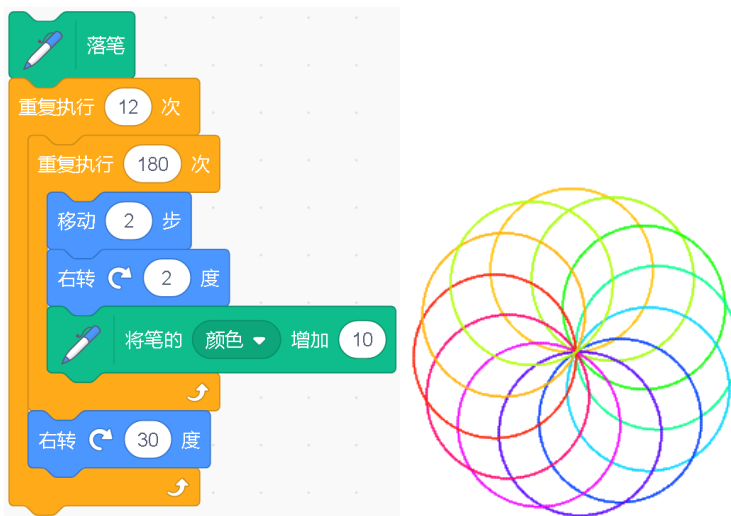 落笔
重复执行 12 次
重复执行 180 次
移动 2 步
右转 2 度
将笔的 颜色 增加 10
右转 30 度